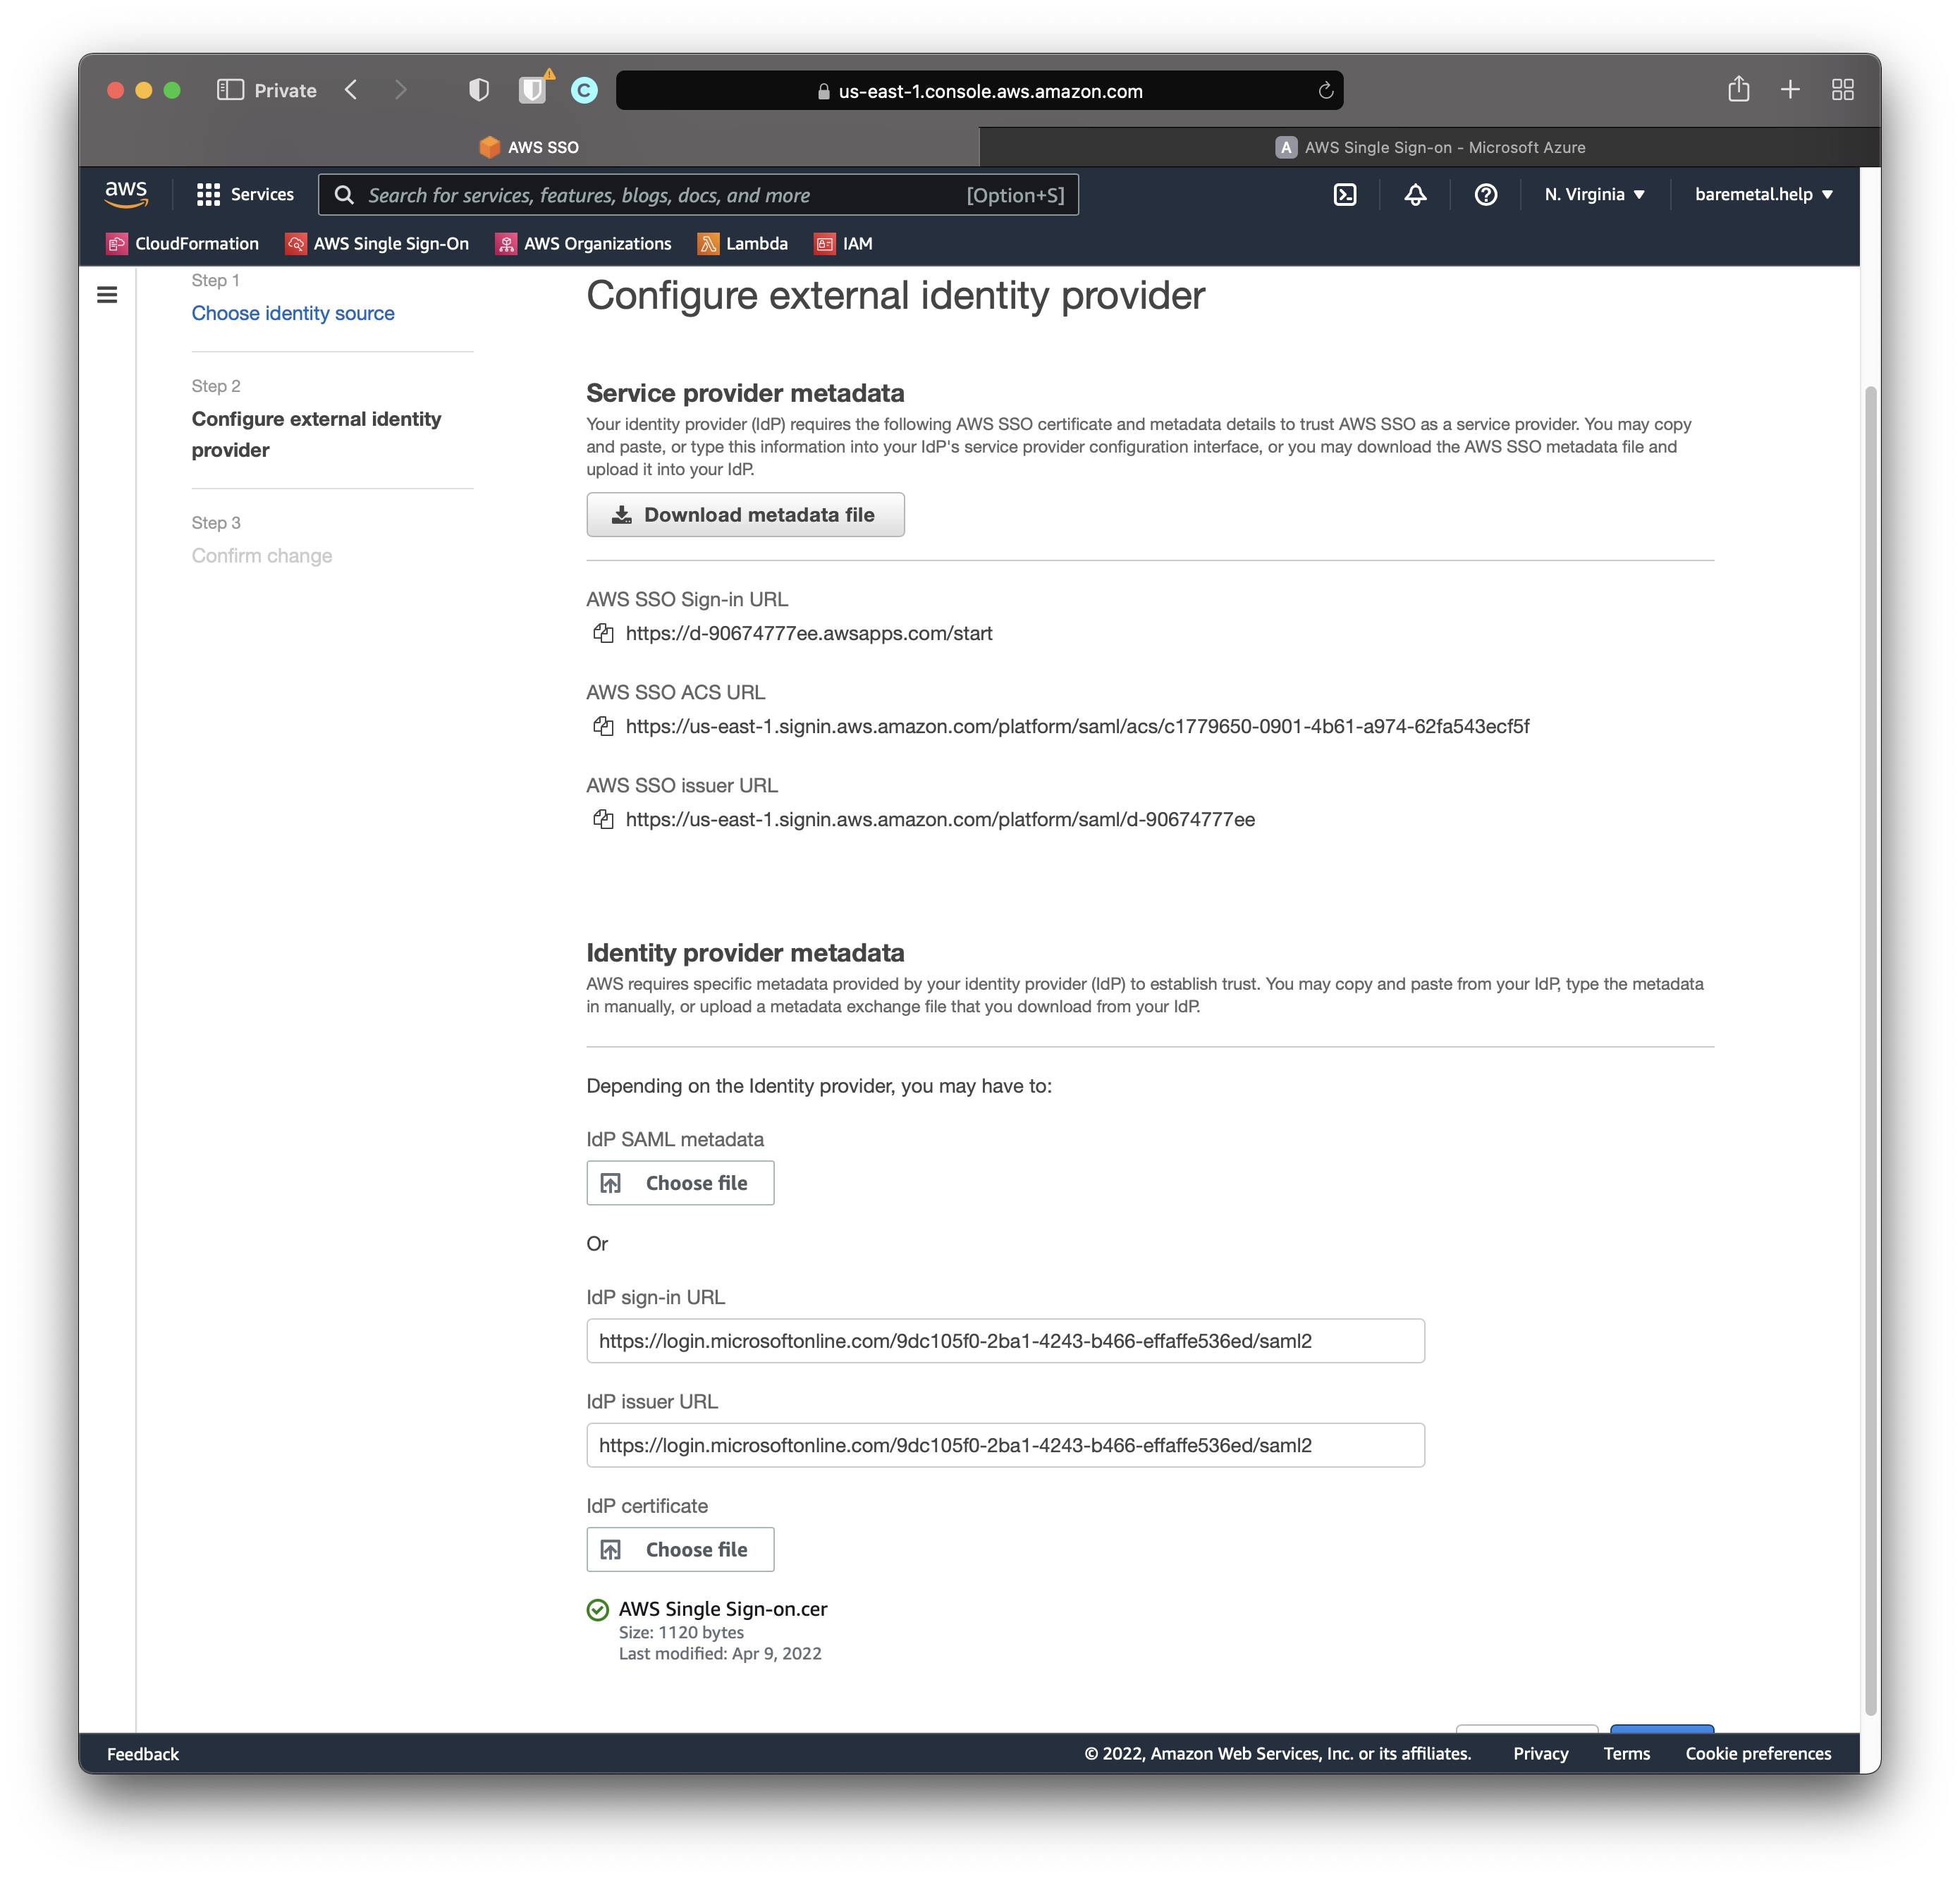 Private
C
us-east-1.console.aws.amazon.com
AWS SSO
A AWS Single Sign-on - Microsoft Azure
aws
Services
Search for services, features, blogs, docs, and more [Option+S]
N. Virginia
baremetal.help
CloudFormation
AWS Single Sign-On
AWS Organizations
Lambda
IAM
Step 1
Choose identity source
Step 2
Configure external identity
provider
Step 3
Confirm change
Configure external identity provider
Service provider metadata
Your identity provider (IdP) requires the following AWS SSO certificate and metadata details to trust AWS SSO as a service provider. You may copy
and paste, or type this information into your IdP's service provider configuration interface, or you may download the AWS SSO metadata file and
upload it into your IdP.
Download metadata file
AWS SSO Sign-in URL
https://d-90674777ee.awsapps.com/start
AWS SSO ACS URL
https://us-east-1.signin.aws.amazon.com/platform/saml/acs/c1779650-0901-4b61-a974-62fa543ecf5f
AWS SSO issuer URL
https://us-east-1.signin.aws.amazon.com/platform/saml/d-90674777ee
Identity provider metadata
AWS requires specific metadata provided by your identity provider (IdP) to establish trust. You may copy and paste from your IdP, type the metadata
in manually, or upload a metadata exchange file that you download from your IdP.
Depending on the Identity provider, you may have to:
IdP SAML metadata
Choose file
Or
IdP sign-in URL
https://login.microsoftonline.com/9dc105f0-2ba1-4243-b466-effaffe536ed/saml2
IdP issuer URL
https://login.microsoftonline.com/9dc105f0-2ba1-4243-b466-effaffe536ed/saml2
IdP certificate
Choose file
AWS Single Sign-on.cer
Size: 1120 bytes
Last modified: Apr 9, 2022
Feedback
© 2022, Amazon Web Services, Inc. or its affiliates.
Privacy
Terms
Cookie preferences